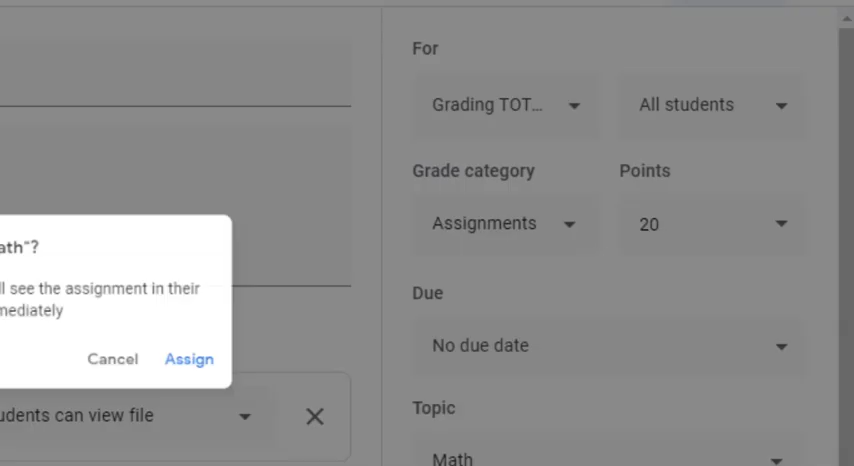 For
Grading TOT... All students
Grade category Points
Assignments 20
ath"?
ll see the assignment in their
mediately
Due
No due date
Cancel Assign
Topic
udents can view file
Math